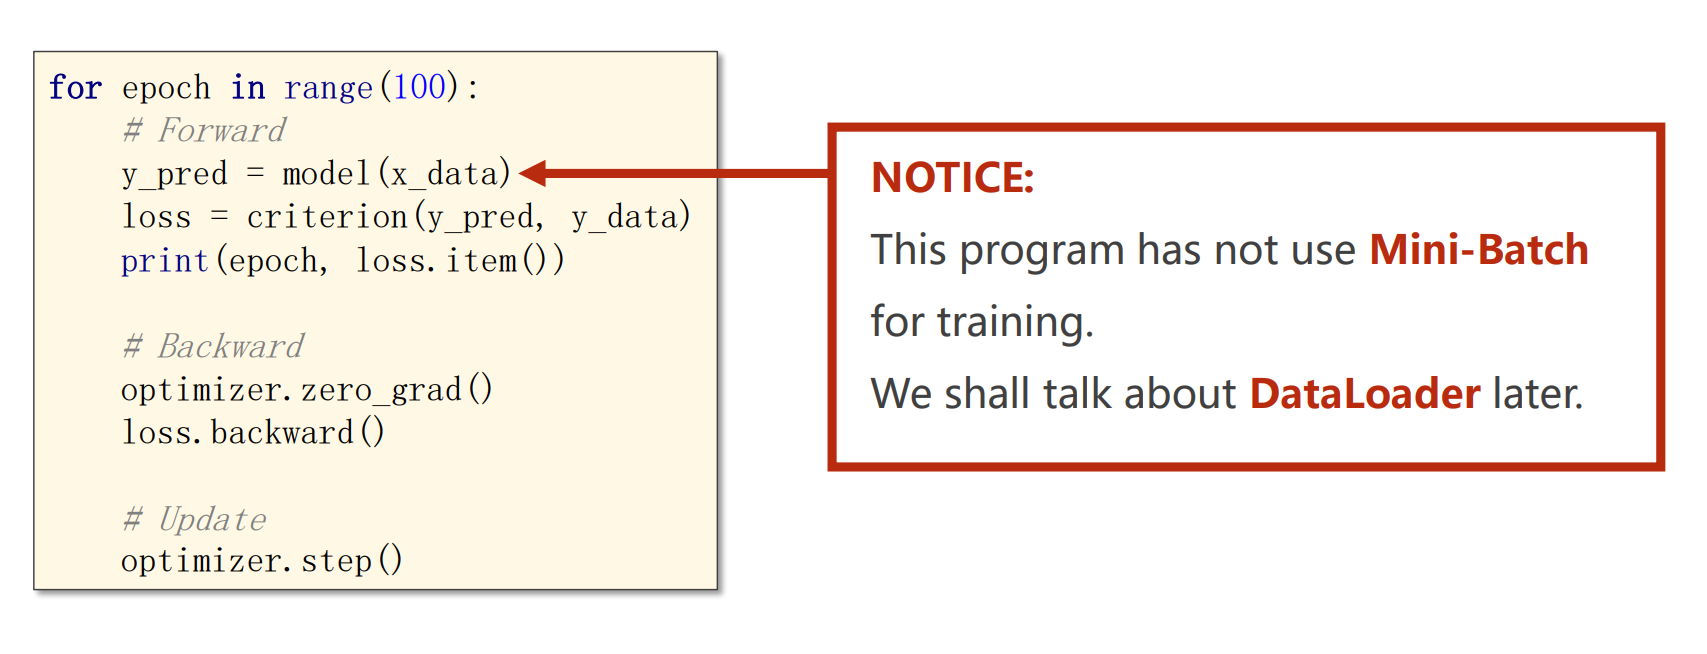 for epoch in range(100):
# Forward
y_pred = model(x_data)
loss = criterion(y_pred, y_data)
print(epoch, loss.item())
# Backward
optimizer.zero_grad()
loss.backward()
# Update
optimizer.step()
NOTICE:
This program has not use Mini-Batch
for training.
We shall talk about DataLoader later.